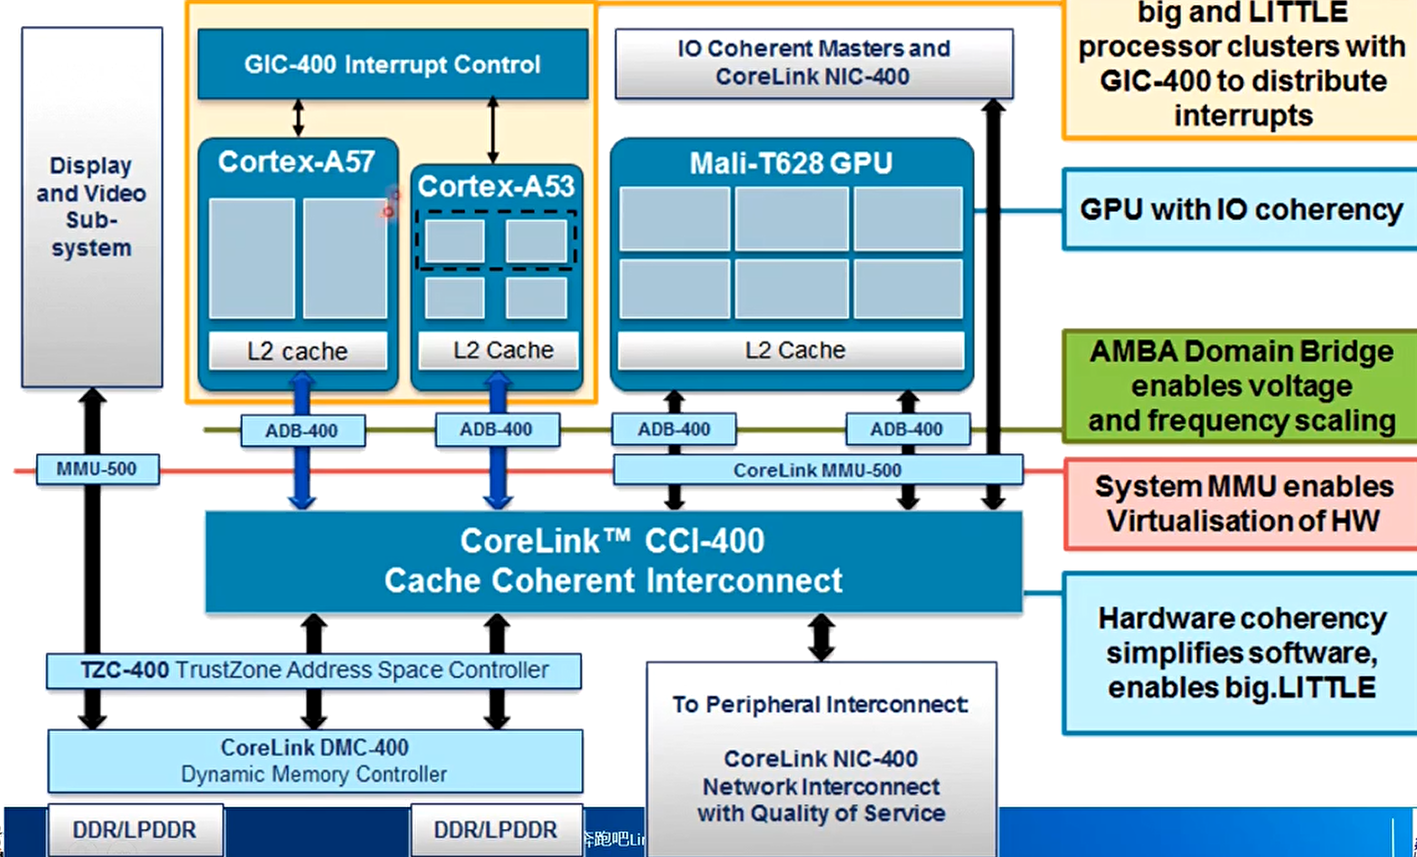 big and LITTLE
processor clusters with
GIC-400 to distribute
interrupts
GIC-400 Interrupt Control
IO Coherent Masters and
CoreLink NIC-400
Display
and Video
Sub-
system
Cortex-A57
Cortex-A53
Mali-T628 GPU
GPU with IO coherency
L2 cache
L2 Cache
L2 Cache
AMBA Domain Bridge
enables voltage
and frequency scaling
ADB-400
ADB-400
ADB-400
ADB-400
MMU-500
CoreLink MMU-500
System MMU enables
Virtualisation of HW
CoreLink™ CCI-400
Cache Coherent Interconnect
Hardware coherency
simplifies software,
enables big.LITTLE
TZC-400 TrustZone Address Space Controller
To Peripheral Interconnect:
CoreLink NIC-400
Network Interconnect
with Quality of Service
CoreLink DMC-400
Dynamic Memory Controller
DDR/LPDDR
DDR/LPDDR
奔跑吧Lin